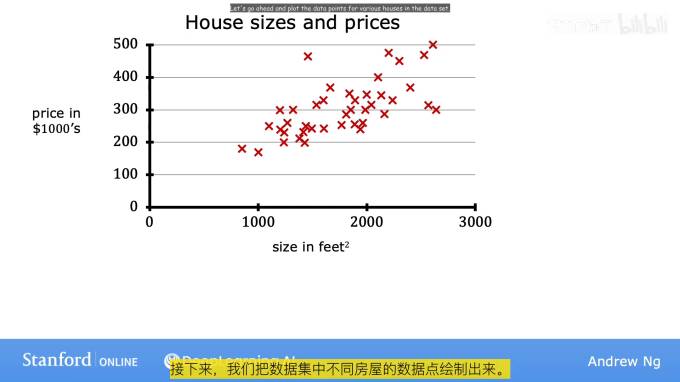 Let's go ahead and plot the data points for various houses in the data set.
House sizes and prices
bilibili
500
400
300
200
100
0
price in
$1000's
0 1000 2000 3000
size in feet²
Stanford ONLINE
DeepLearning.AI
Andrew Ng
接下来，我们把数据集中不同房屋的数据点绘制出来。